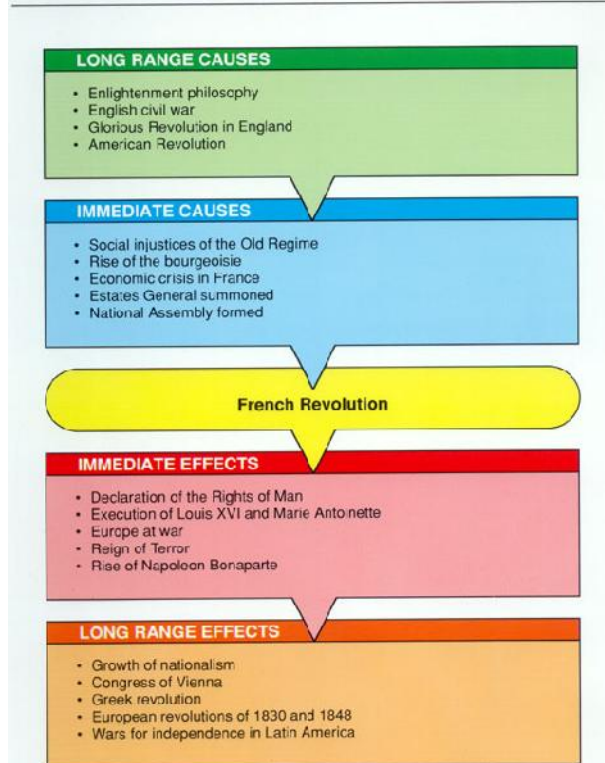 LONG RANGE CAUSES
• Enlightenment philosophy
• English civil war
• Glorious Revolution in England
• American Revolution
IMMEDIATE CAUSES
• Social injustices of the Old Regime
• Rise of the bourgeoisie
• Economic crisis in France
• Estates General summoned
• National Assembly formed
French Revolution
IMMEDIATE EFFECTS
• Declaration of the Rights of Man
• Execution of Louis XVI and Marie Antoinette
• Europe at war
• Reign of Terror
• Rise of Napoleon Bonaparte
LONG RANGE EFFECTS
• Growth of nationalism
• Congress of Vienna
• Greek revolution
• European revolutions of 1830 and 1848
• Wars for independence in Latin America